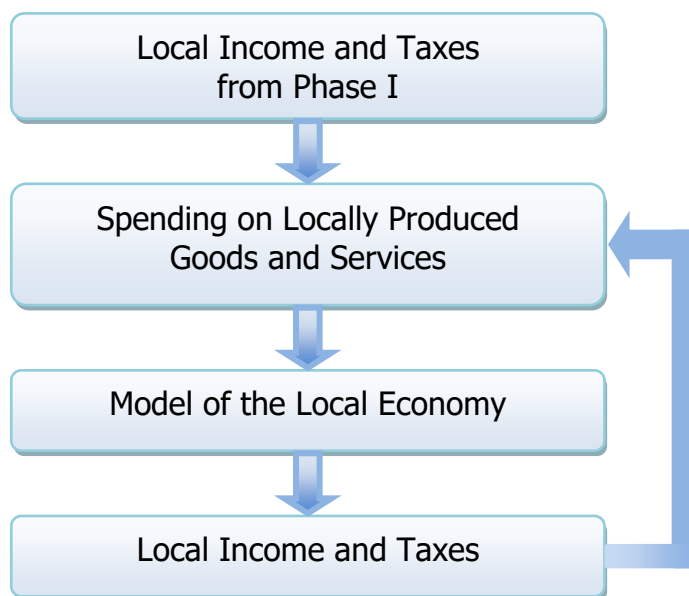 Local Income and Taxes
from Phase I
Spending on Locally Produced
Goods and Services
Model of the Local Economy
Local Income and Taxes